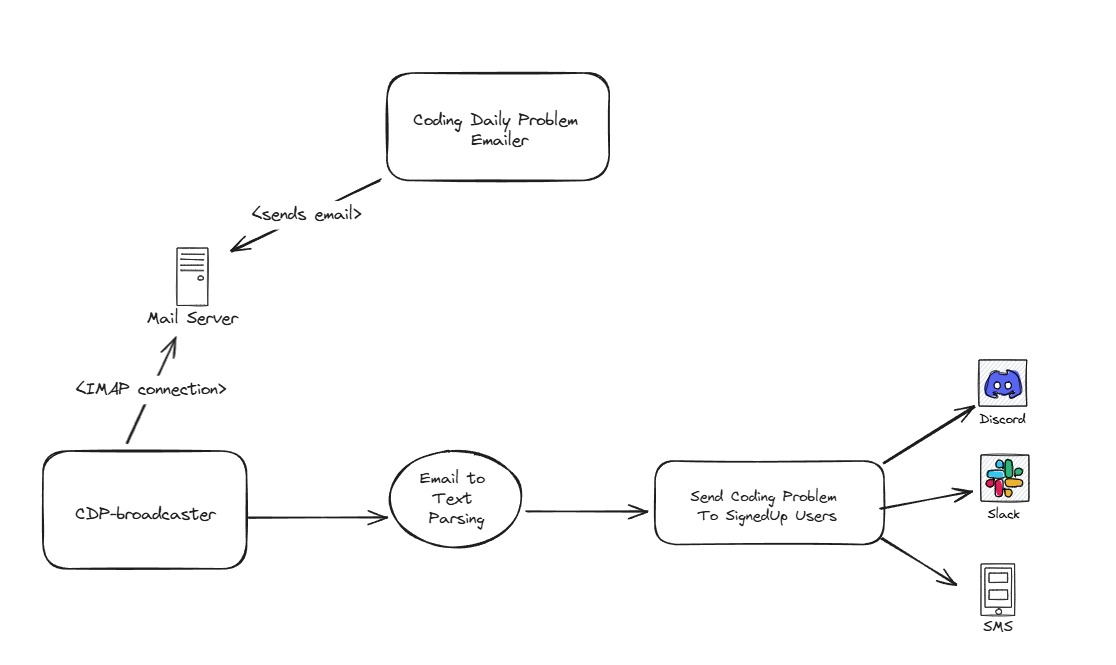 Coding Daily Problem
Emailer
<sends email>
Mail Server
<IMAP connection>
CDP-broadcaster
Email to
Text
Parsing
Send Coding Problem
To SignedUp Users
Discord
Slack
SMS